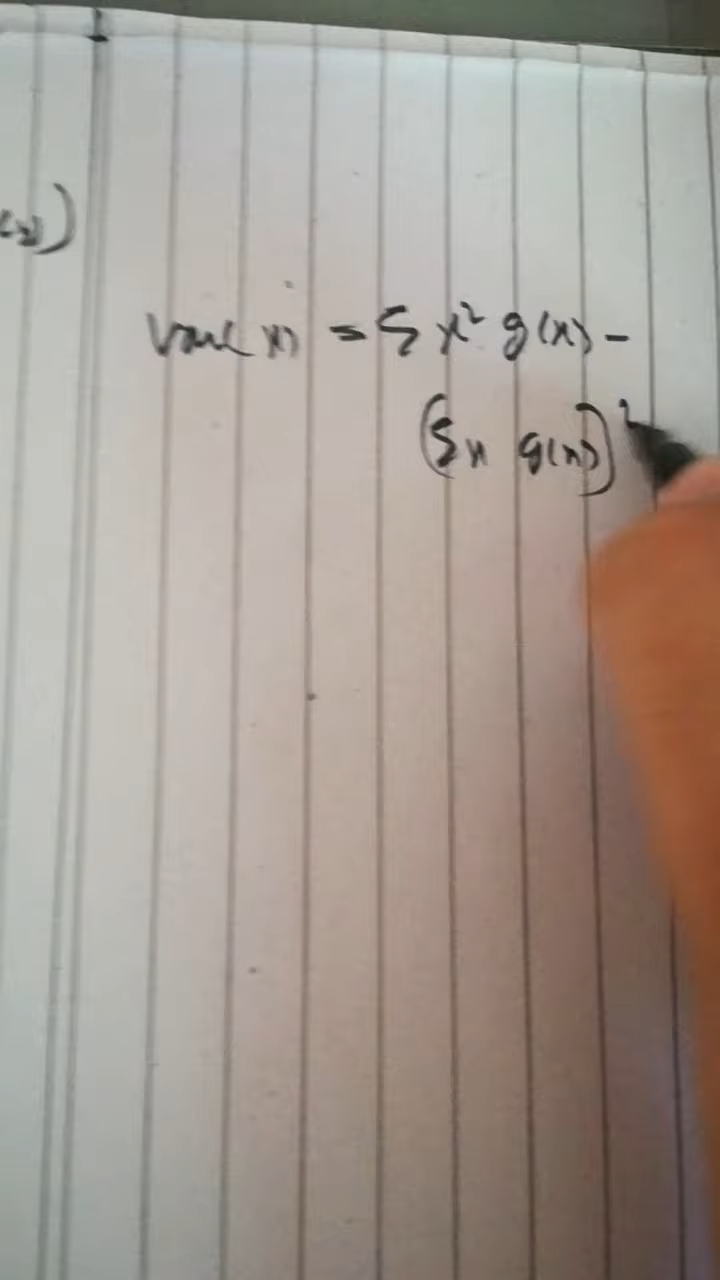 (x)
Var(x) = Σ x² g(x) -
(Σx g(x))²